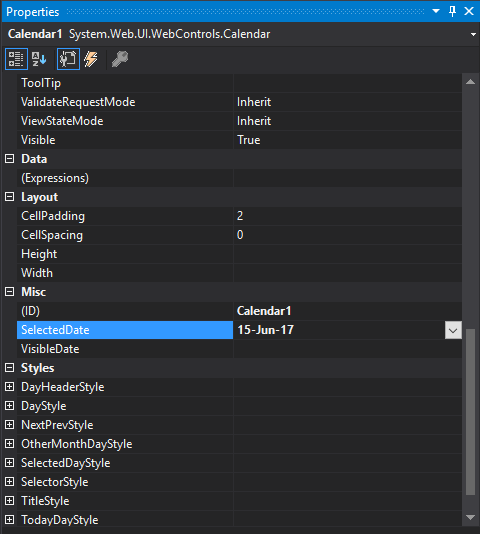 Properties
Calendar1 System.Web.UI.WebControls.Calendar
ToolTip
ValidateRequestMode Inherit
ViewStateMode Inherit
Visible True
Data
(Expressions)
Layout
CellPadding 2
CellSpacing 0
Height
Width
Misc
(ID) Calendar1
SelectedDate 15-Jun-17
VisibleDate
Styles
DayHeaderStyle
DayStyle
NextPrevStyle
OtherMonthDayStyle
SelectedDayStyle
SelectorStyle
TitleStyle
TodayDayStyle